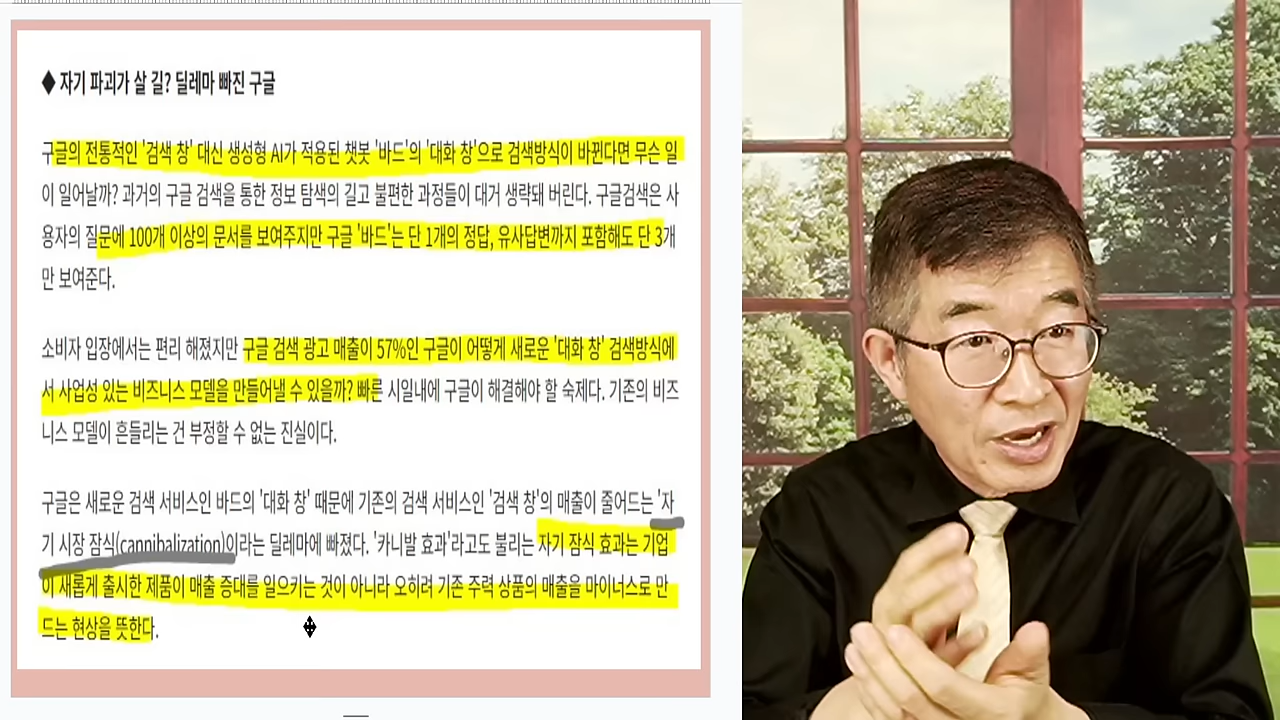 ◆ 자기 파괴가 살 길? 딜레마 빠진 구글
구글의 전통적인 '검색 창' 대신 생성형 AI가 적용된 챗봇 '바드'의 '대화 창'으로 검색방식이 바뀐다면 무슨 일
이 일어날까? 과거의 구글 검색을 통한 정보 탐색의 길고 불편한 과정들이 대거 생략돼 버린다. 구글검색은 사
용자의 질문에 100개 이상의 문서를 보여주지만 구글 '바드'는 단 1개의 정답, 유사답변까지 포함해도 단 3개
만 보여준다.
소비자 입장에서는 편리 해졌지만 구글 검색 광고 매출이 57%인 구글이 어떻게 새로운 '대화 창' 검색방식에
서 사업성 있는 비즈니스 모델을 만들어낼 수 있을까? 빠른 시일내에 구글이 해결해야 할 숙제다. 기존의 비즈
니스 모델이 흔들리는 건 부정할 수 없는 진실이다.
구글은 새로운 검색 서비스인 바드의 '대화 창' 때문에 기존의 검색 서비스인 '검색 창'의 매출이 줄어드는 '자
기 시장 잠식(cannibalization)이라는 딜레마에 빠졌다. '카니발 효과'라고도 불리는 자기 잠식 효과는 기업
이 새롭게 출시한 제품이 매출 증대를 일으키는 것이 아니라 오히려 기존 주력 상품의 매출을 마이너스로 만
드는 현상을 뜻한다.